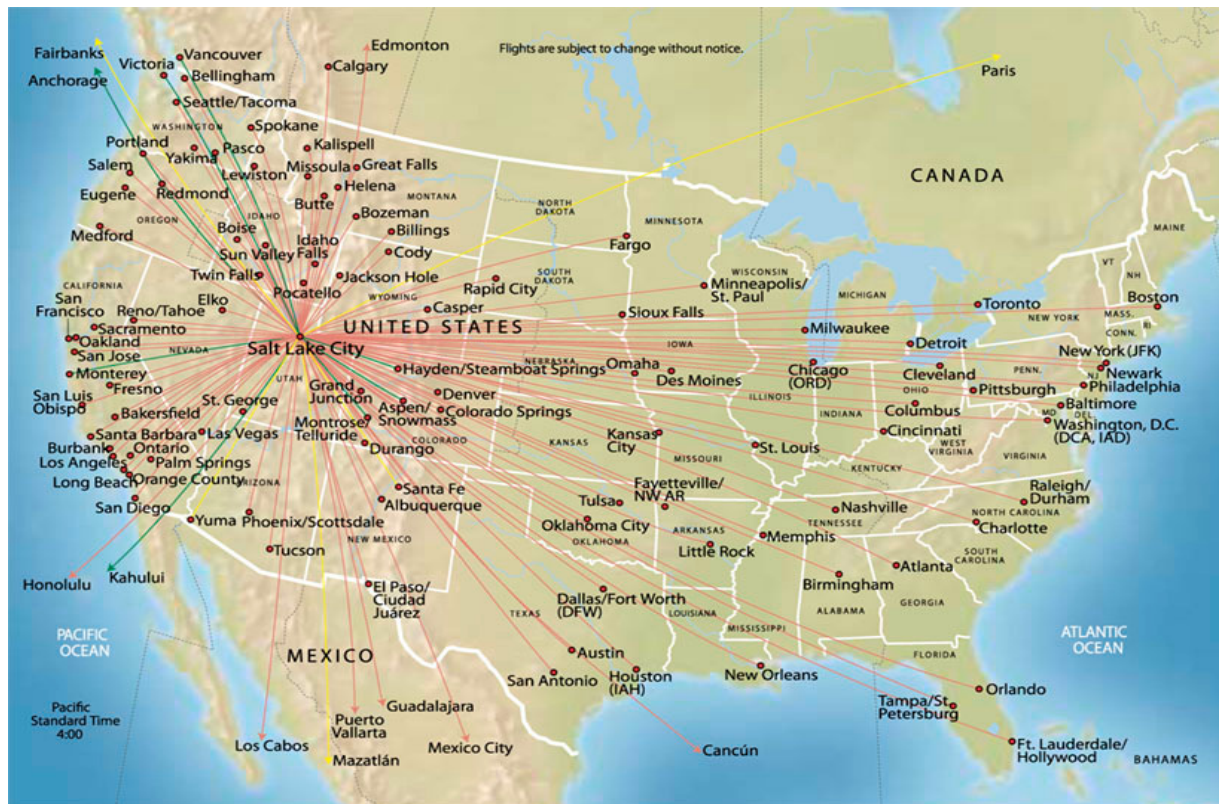 Fairbanks
Anchorage
Victoria
Vancouver
Bellingham
Seattle/Tacoma
Edmonton
Calgary
Flights are subject to change without notice.
Paris
WASHINGTON
Spokane
Portland
Yakima
Pasco
Kalispell
Salem
Lewiston
Missoula
Great Falls
CANADA
Eugene
Redmond
Helena
Butte
MONTANA
NORTH
DAKOTA
MINNESOTA
OREGON
IDAHO
Bozeman
Medford
Boise
Billings
Fargo
MAINE
Sun Valley
Idaho
Falls
Cody
VT
NH
Twin Falls
Jackson Hole
SOUTH
DAKOTA
Rapid City
WISCONSIN
Minneapolis/
St. Paul
MICHIGAN
CALIFORNIA
Pocatello
WYOMING
San
Francisco
Reno/Tahoe
Elko
Casper
Sioux Falls
Toronto
NEW YORK
Boston
MASS.
Sacramento
UNITED STATES
Milwaukee
CONN.
RI
Oakland
San Jose
NEVADA
Salt Lake City
IOWA
Detroit
New York (JFK)
Monterey
Fresno
UTAH
Hayden/Steamboat Springs
NEBRASKA
Omaha
Des Moines
Chicago
(ORD)
Cleveland
PENN.
NJ
Newark
Philadelphia
San Luis
Obispo
St. George
Grand
Junction
Denver
ILLINOIS
INDIANA
OHIO
Pittsburgh
Columbus
Baltimore
MD
DEL
Bakersfield
Montrose/
Telluride
Aspen/
Snowmass
Colorado Springs
Washington, D.C.
(DCA, IAD)
Santa Barbara
Las Vegas
COLORADO
KANSAS
Kansas
City
Cincinnati
WEST
VIRGINIA
VIRGINIA
Burbank
Ontario
Durango
MISSOURI
St. Louis
KENTUCKY
Los Angeles
Palm Springs
Long Beach
Orange County
ARIZONA
Santa Fe
Albuquerque
Tulsa
Fayetteville/
NW AR
Nashville
TENNESSEE
Raleigh/
Durham
NORTH CAROLINA
Charlotte
San Diego
Yuma
Phoenix/Scottsdale
Oklahoma City
OKLAHOMA
ARKANSAS
Little Rock
Memphis
SOUTH
CAROLINA
Tucson
NEW MEXICO
Atlanta
Honolulu
Kahului
El Paso/
Ciudad
Juárez
Dallas/Fort Worth
(DFW)
Birmingham
TEXAS
LOUISIANA
MISSISSIPPI
ALABAMA
GEORGIA
PACIFIC
OCEAN
MEXICO
Austin
San Antonio
Houston
(IAH)
New Orleans
FLORIDA
ATLANTIC
OCEAN
Orlando
Tampa/St.
Petersburg
Pacific
Standard Time
4:00
Guadalajara
Puerto
Vallarta
Los Cabos
Mexico City
Mazatlán
Cancún
Ft. Lauderdale/
Hollywood
BAHAMAS